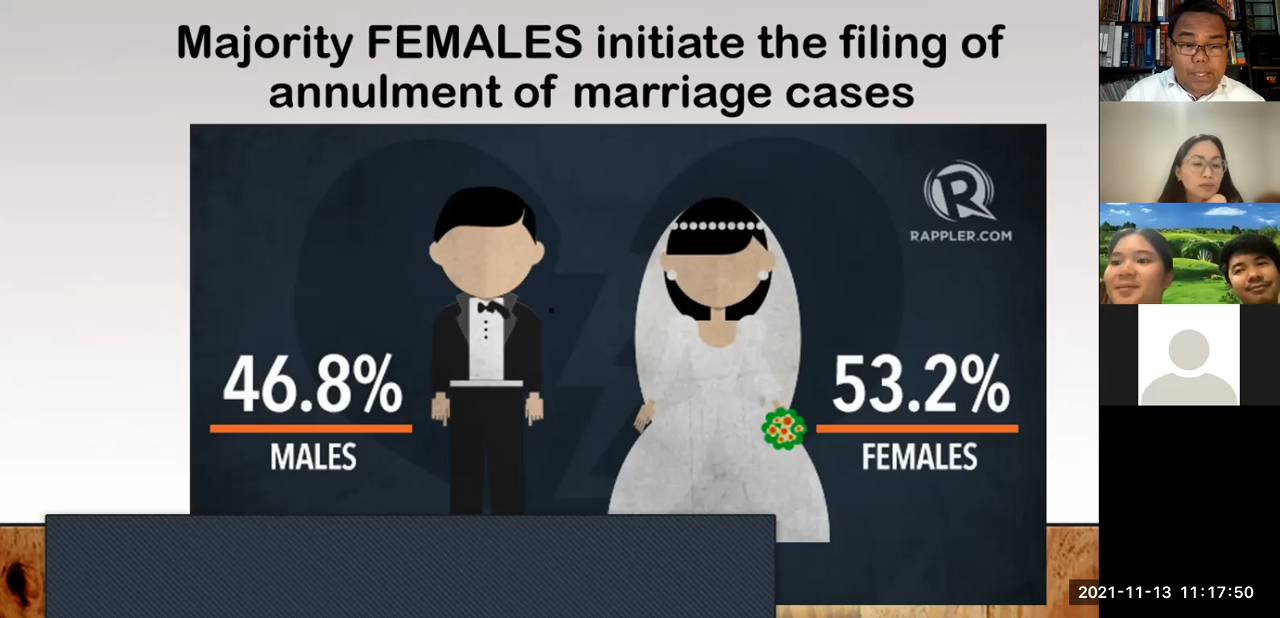 Majority FEMALES initiate the filing of
annulment of marriage cases
R
RAPPLER.COM
46.8%
MALES
53.2%
FEMALES
2021-11-13 11:17:50